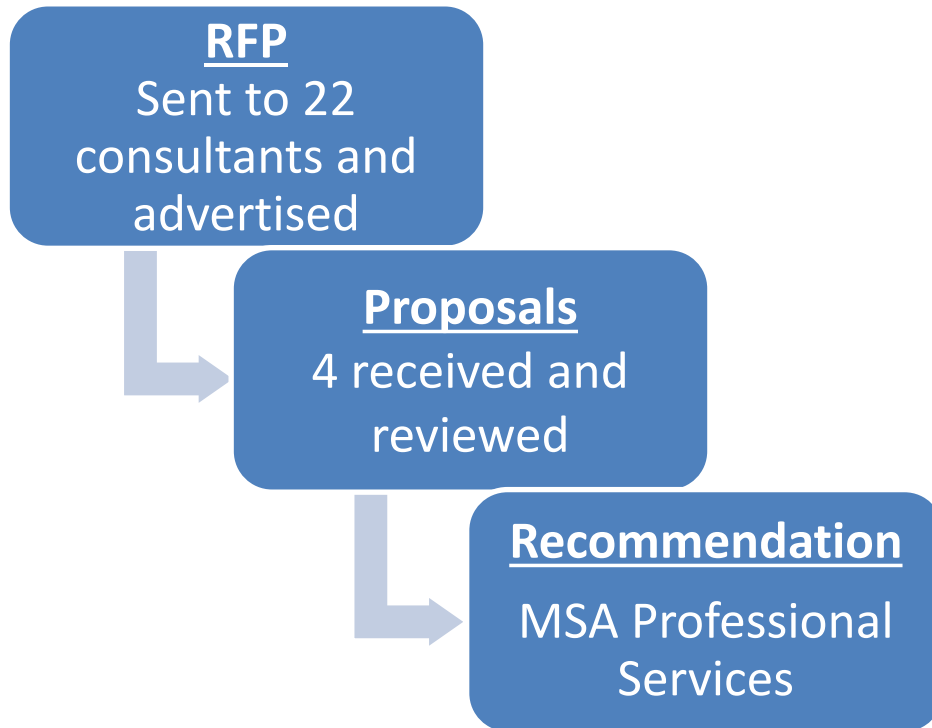 RFP
Sent to 22
consultants and
advertised
Proposals
4 received and
reviewed
Recommendation
MSA Professional
Services